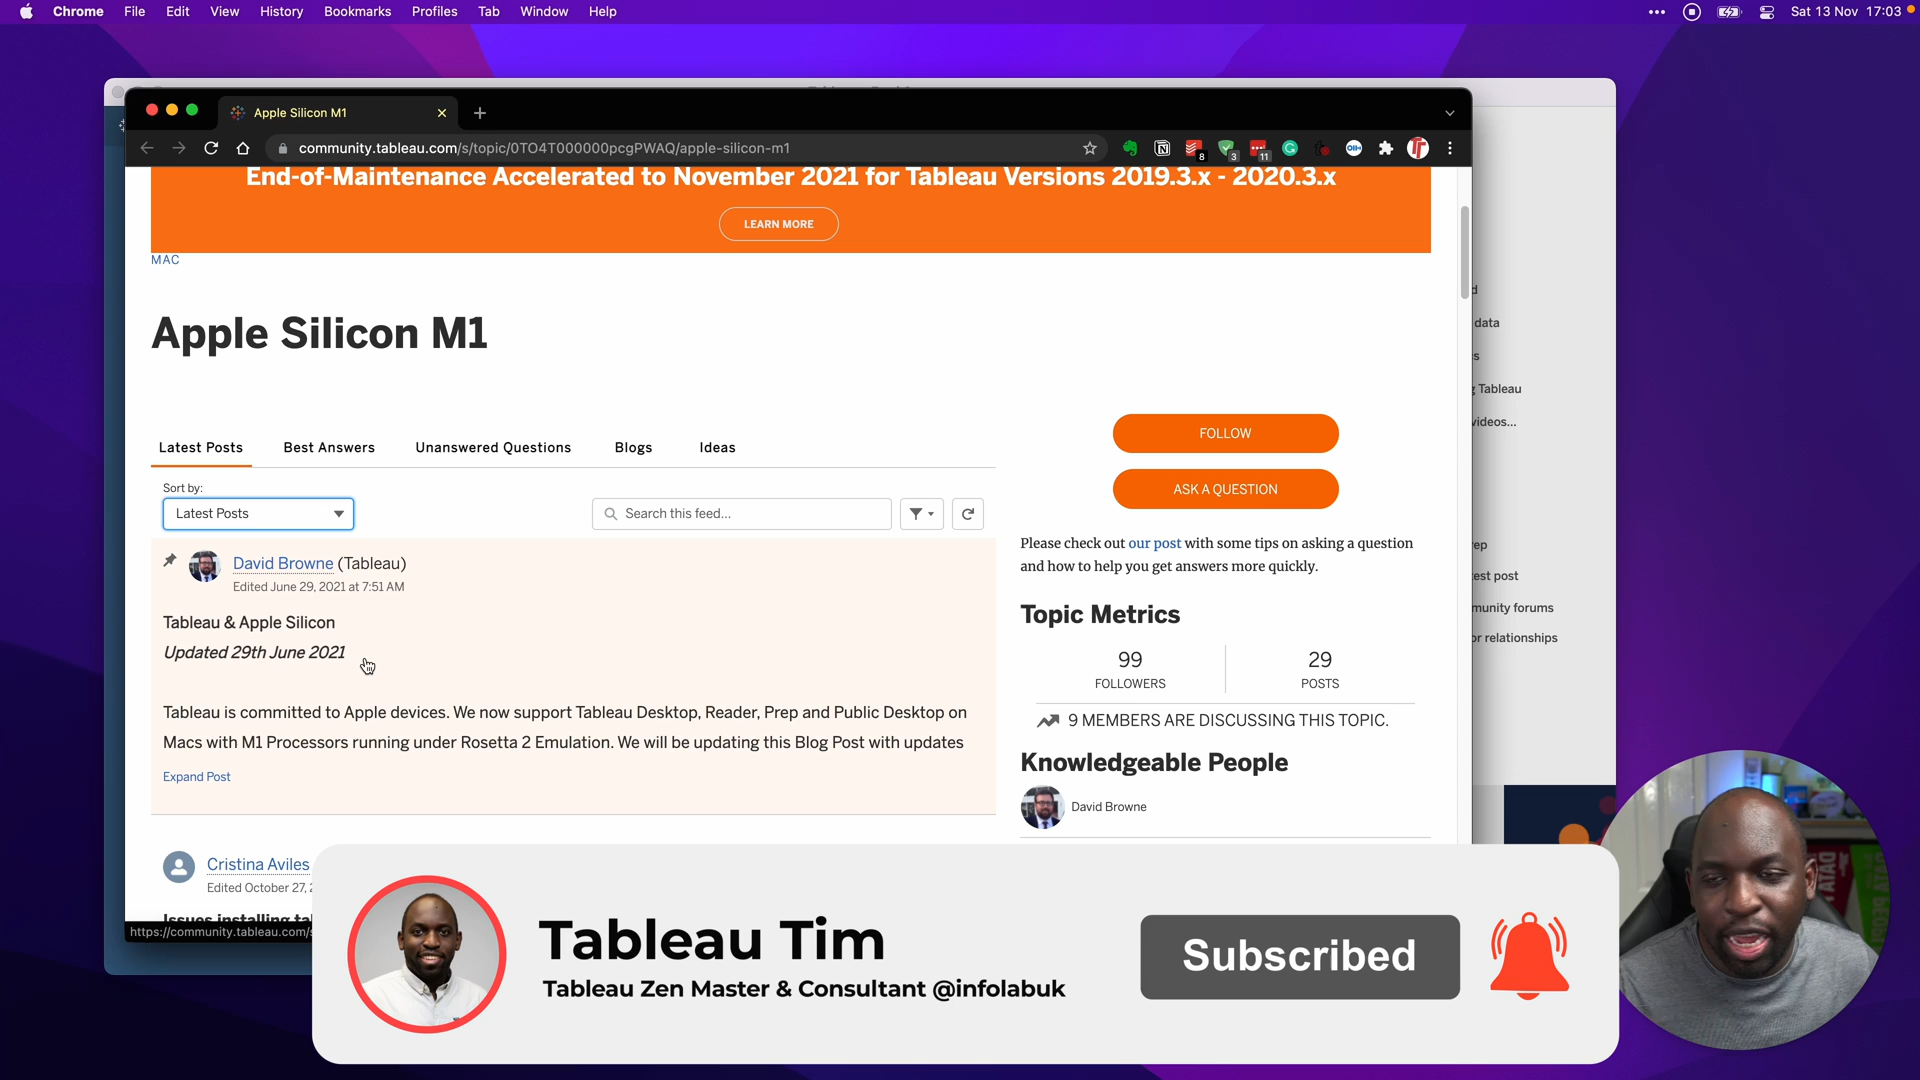 Chrome File Edit View History Bookmarks Profiles Tab Window Help
Sat 13 Nov 17:03
Apple Silicon M1
community.tableau.com/s/topic/0TO4T000000pcgPWAQ/apple-silicon-m1
8
3
11
End-of-Maintenance Accelerated to November 2021 for Tableau Versions 2019.3.x - 2020.3.x
LEARN MORE
MAC
Apple Silicon M1
Latest Posts Best Answers Unanswered Questions Blogs Ideas
Sort by:
Latest Posts
Search this feed...
David Browne (Tableau)
Edited June 29, 2021 at 7:51 AM
Tableau & Apple Silicon
Updated 29th June 2021
Tableau is committed to Apple devices. We now support Tableau Desktop, Reader, Prep and Public Desktop on
Macs with M1 Processors running under Rosetta 2 Emulation. We will be updating this Blog Post with updates
Expand Post
Cristina Aviles
Edited October 27,
Issues installing
https://community.tableau.com/
FOLLOW
ASK A QUESTION
Please check out our post with some tips on asking a question
and how to help you get answers more quickly.
Topic Metrics
99
FOLLOWERS
29
POSTS
9 MEMBERS ARE DISCUSSING THIS TOPIC.
Knowledgeable People
David Browne
data
Tableau
videos...
post
forums
relationships
Tableau Tim
Tableau Zen Master & Consultant @infolabuk
Subscribed